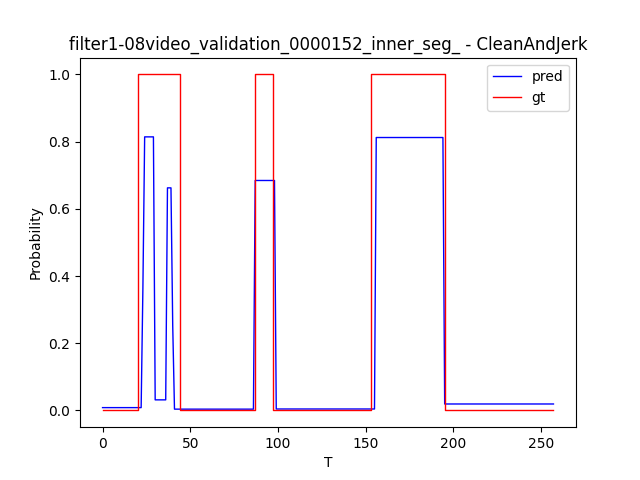 filter1-08video_validation_0000152_inner_seg_ - CleanAndJerk
pred
gt
1.0
0.8
0.6
0.4
0.2
0.0
Probability
0
50
100
150
200
250
T